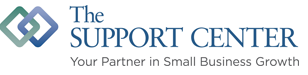 The
SUPPORT CENTER
Your Partner in Small Business Growth